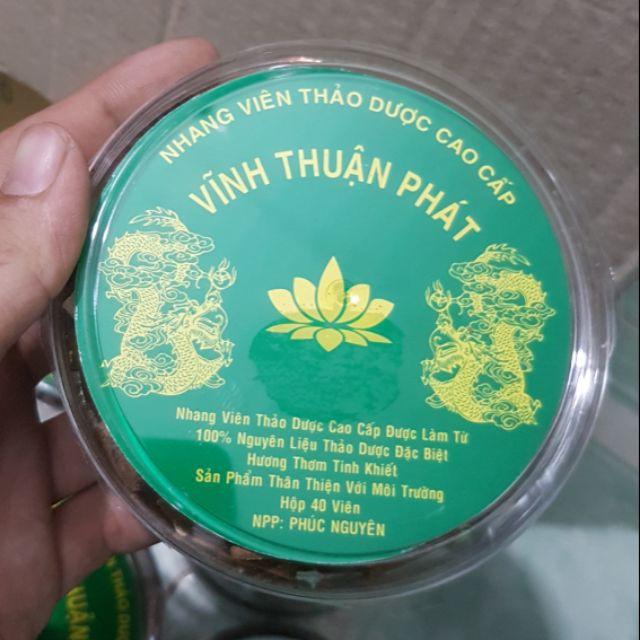 NHANG VIÊN THẢO DƯỢC CAO CẤP
VĨNH THUẬN PHÁT
Nhang Viên Thảo Dược Cao Cấp Được Làm Từ
100% Nguyên Liệu Thảo Dược Đặc Biệt
Hương Thơm Tinh Khiết
Sản Phẩm Thân Thiện Với Môi Trường
Hộp 40 Viên
NPP: PHÚC NGUYÊN